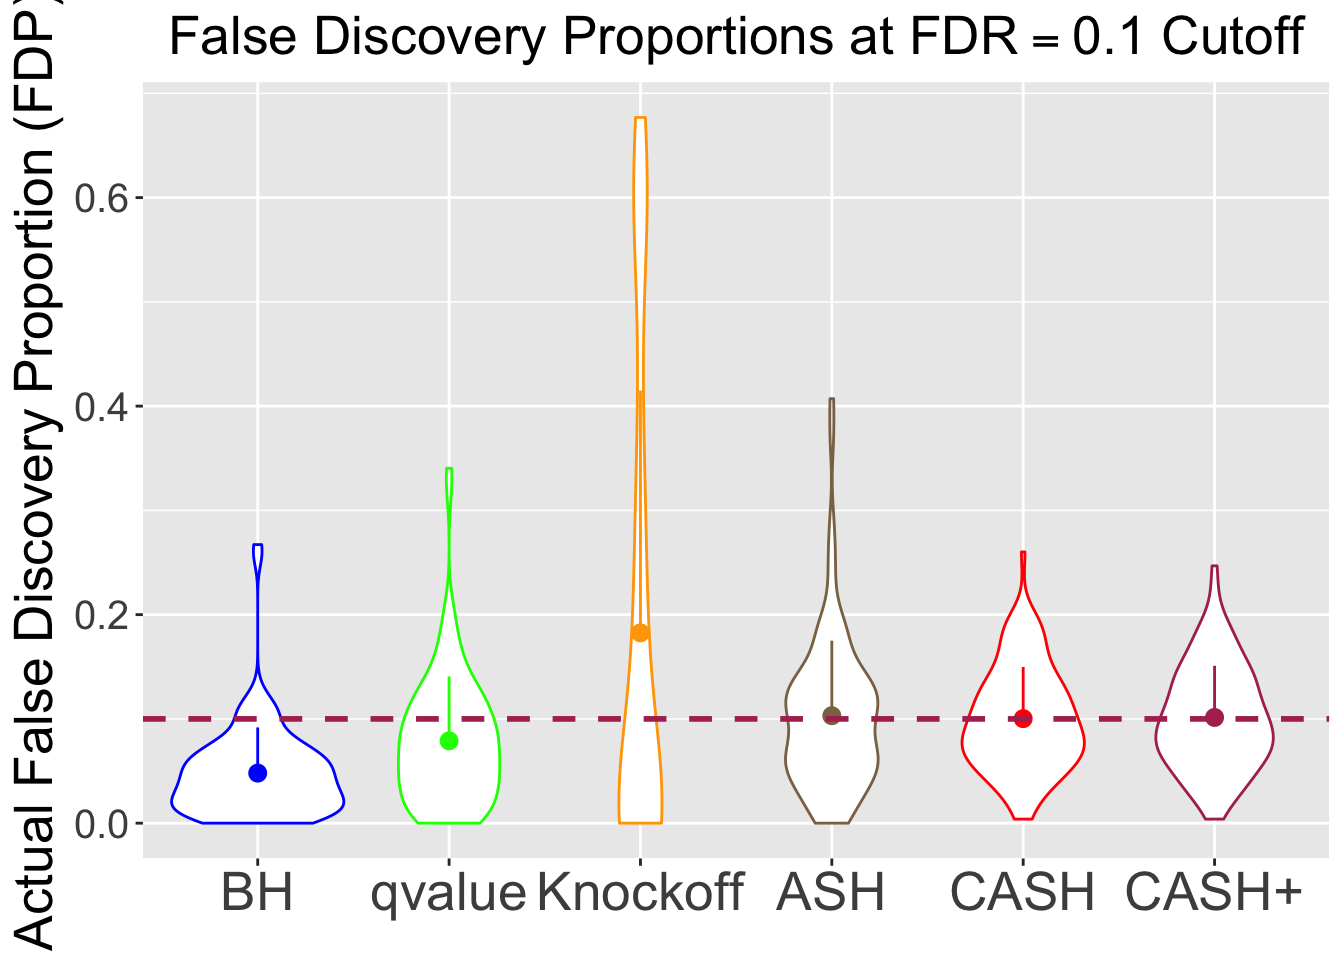 False Discovery Proportions at FDR = 0.1 Cutoff
Actual False Discovery Proportion (FDP)
0.6
0.4
0.2
0.0
BH qvalue Knockoff ASH CASH CASH+